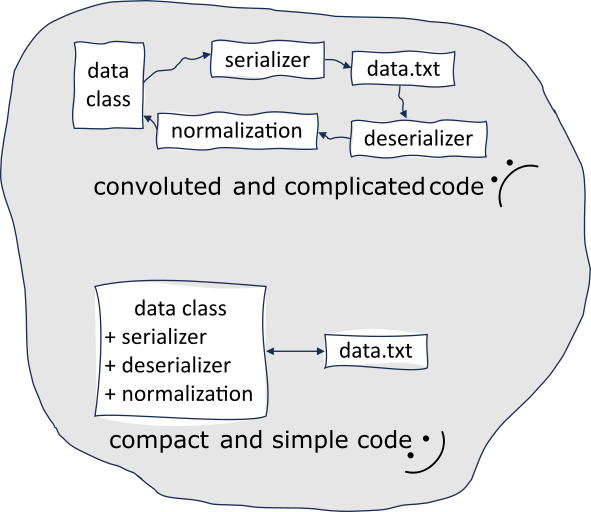 data
class
serializer
data.txt
normalization
deserializer
convoluted and complicated code
data class
+ serializer
+ deserializer
+ normalization
data.txt
compact and simple code